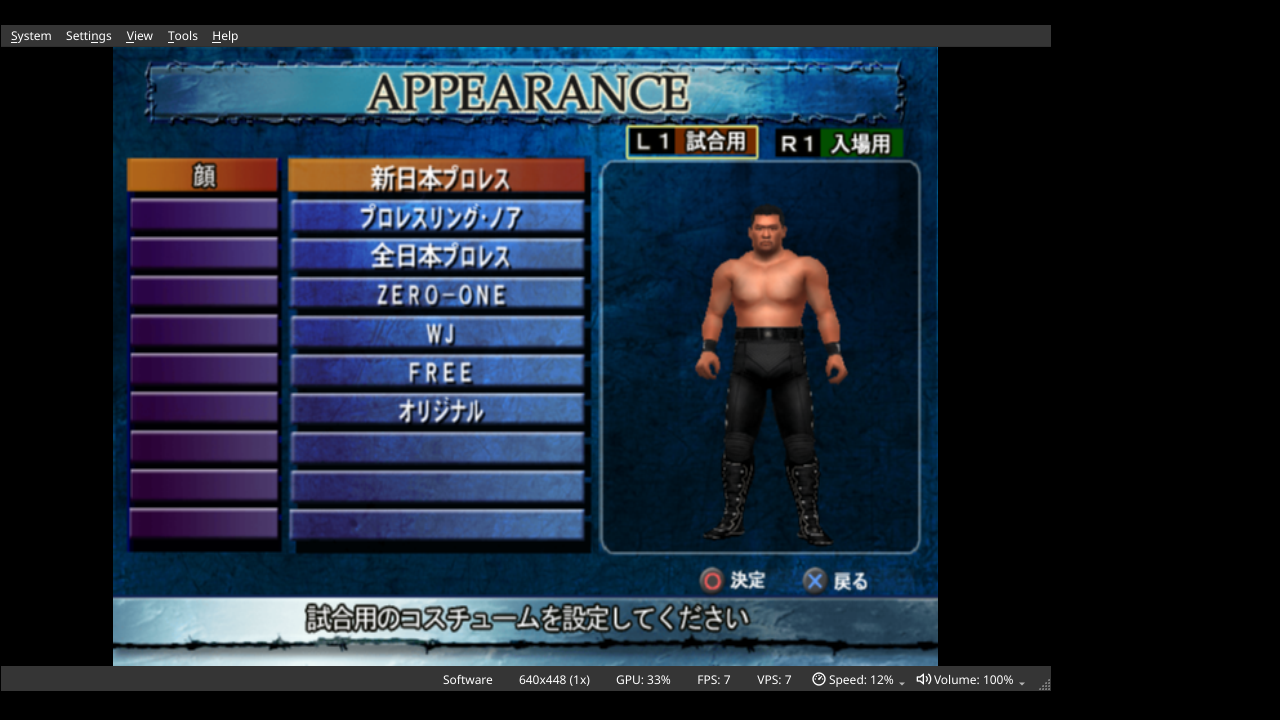 System Settings View Tools Help
APPEARANCE
L1 試合用 R1 入場用
顔
新日本プロレス
プロレスリング・ノア
全日本プロレス
ZERO-ONE
WJ
FREE
オリジナル
決定 戻る
試合用のコスチュームを設定してください
Software 640x448 (1x) GPU: 33% FPS: 7 VPS: 7 Speed: 12% Volume: 100%